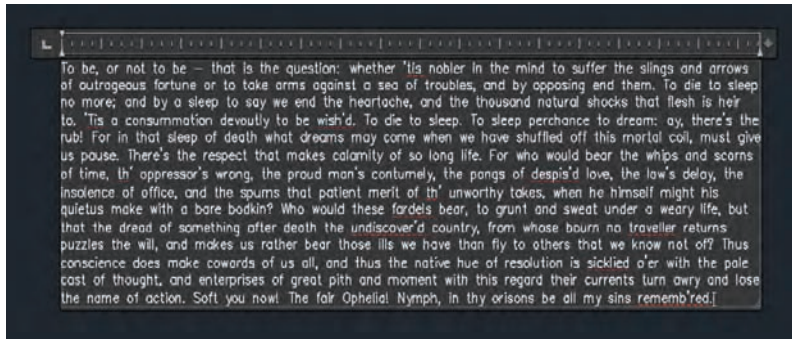 To be, or not to be — that is the question: whether 'tis nobler in the mind to suffer the slings and arrows
of outrageous fortune or to take arms against a sea of troubles, and by opposing end them. To die to sleep
no more; and by a sleep to say we end the heartache, and the thousand natural shocks that flesh is heir
to. 'Tis a consummation devoutly to be wish'd. To die to sleep. To sleep perchance to dream: ay, there's the
rub! For in that sleep of death what dreams may come when we have shuffled off this mortal coil, must give
us pause. There's the respect that makes calamity of so long life. For who would bear the whips and scorns
of time, th' oppressor's wrong, the proud man's contumely, the pangs of despis'd love, the law's delay, the
insolence of office, and the spurns that patient merit of th' unworthy takes, when he himself might his
quietus make with a bare bodkin? Who would these fardels bear, to grunt and sweat under a weary life, but
that the dread of something after death the undiscover'd country, from whose bourn no traveller returns
puzzles the will, and makes us rather bear those ills we have than fly to others that we know not of? Thus
conscience does make cowards of us all, and thus the native hue of resolution is sicklied o'er with the pale
cast of thought, and enterprises of great pith and moment with this regard their currents turn awry and lose
the name of action. Soft you now! The fair Ophelia! Nymph, in thy orisons be all my sins rememb'red.